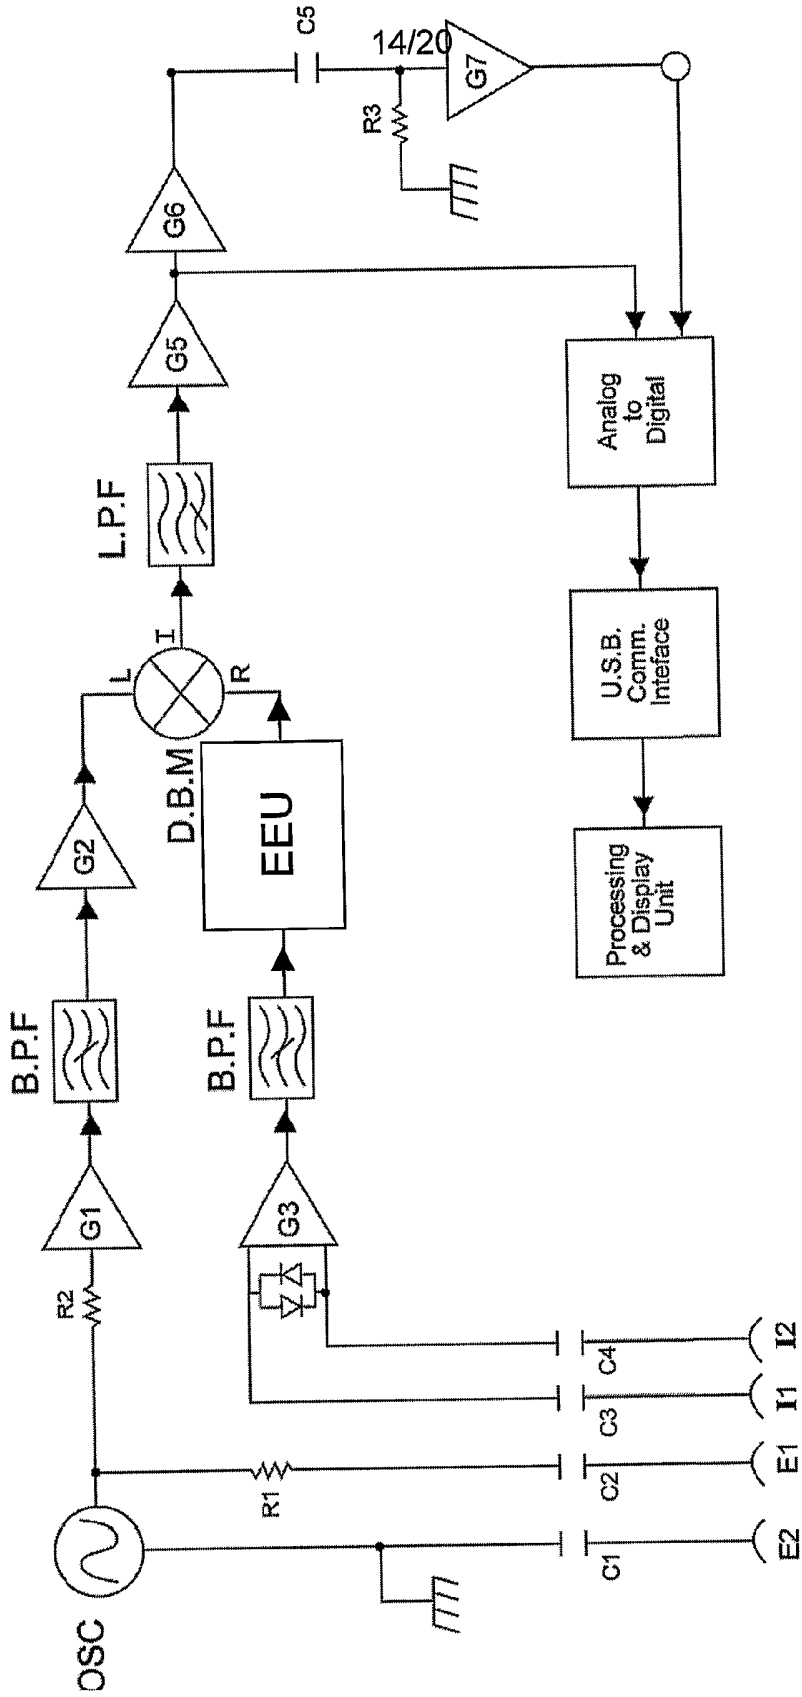 C5
14/20
G7
R3
G6
G5
Analog
to
Digital
L.P.F
I
L
R
D.B.M
G2
EEU
U.S.B.
Comm.
Inteface
Processing
& Display
Unit
B.P.F
B.P.F
G1
G3
R2
R1
OSC
C4
C3
C2
C1
I2
I1
E1
E2